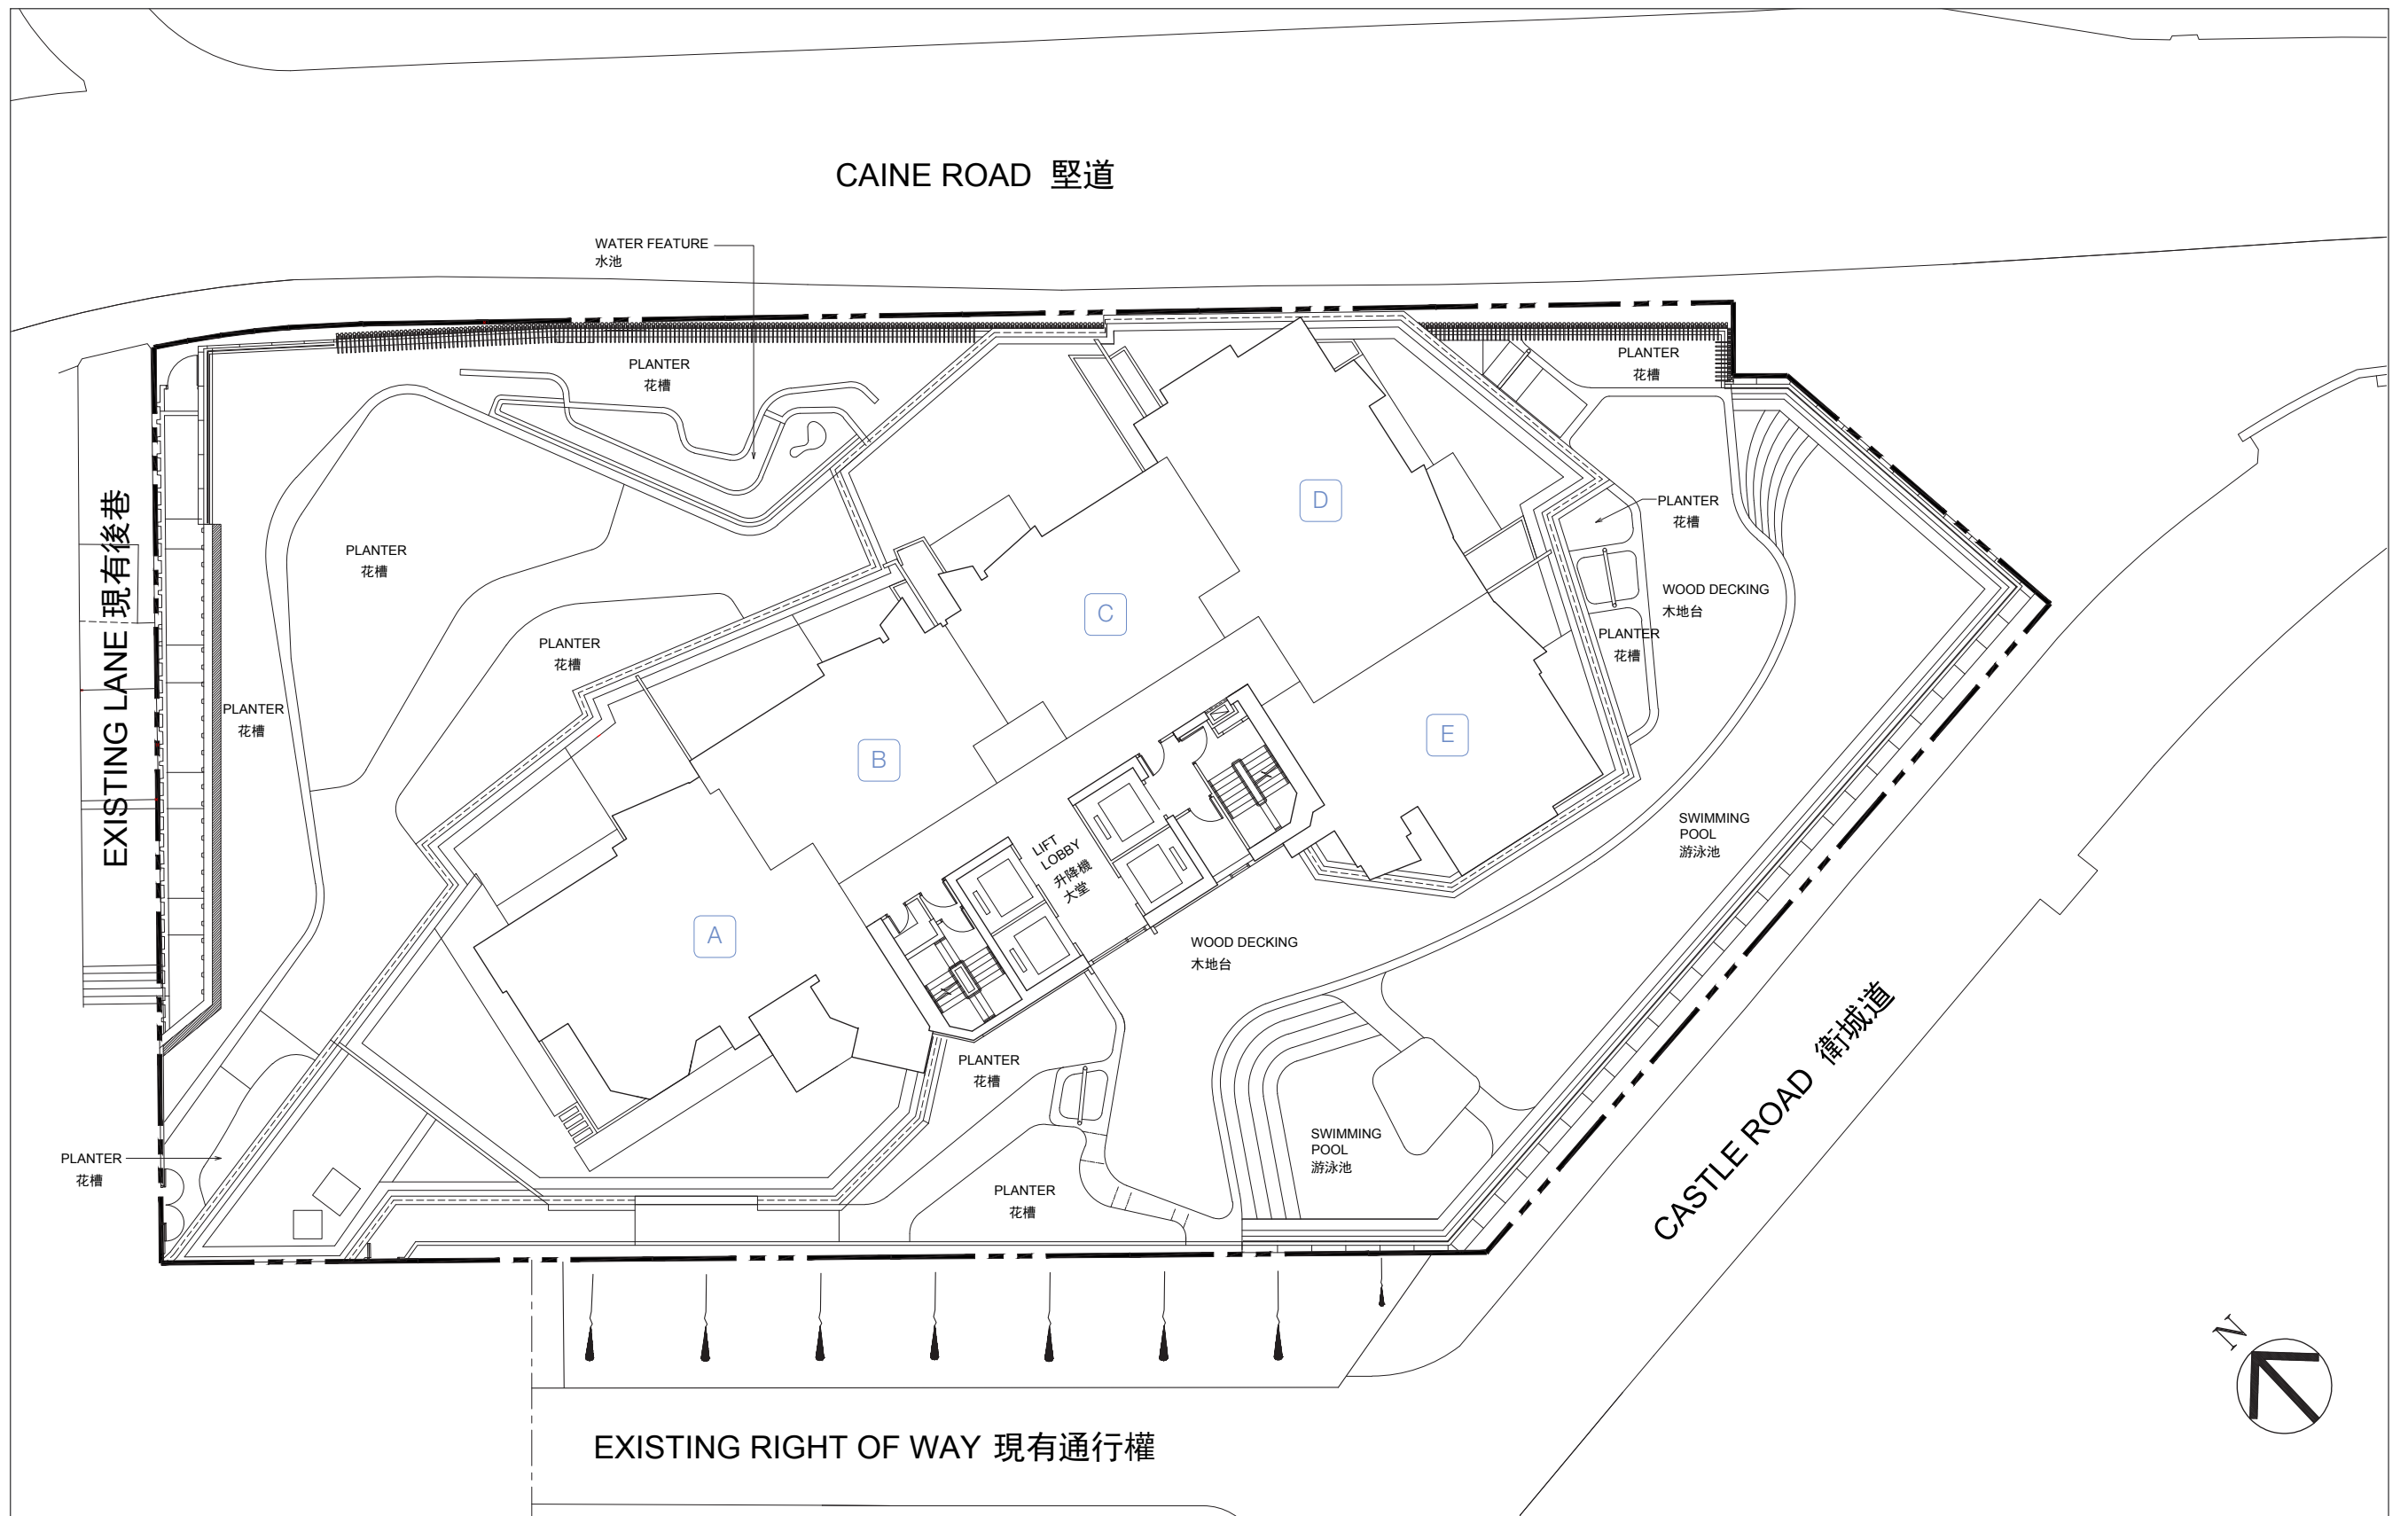 CAINE ROAD 堅道
WATER FEATURE
水池
PLANTER
花槽
PLANTER
花槽
PLANTER
花槽
PLANTER
花槽
PLANTER
花槽
PLANTER
花槽
EXISTING LANE 現有後巷
D
C
B
A
E
WOOD DECKING
木地台
PLANTER
花槽
LIFT
LOBBY
升降機
大堂
SWIMMING
POOL
游泳池
WOOD DECKING
木地台
PLANTER
花槽
SWIMMING
POOL
游泳池
PLANTER
花槽
PLANTER
花槽
CASTLE ROAD 衛城道
N
EXISTING RIGHT OF WAY 現有通行權